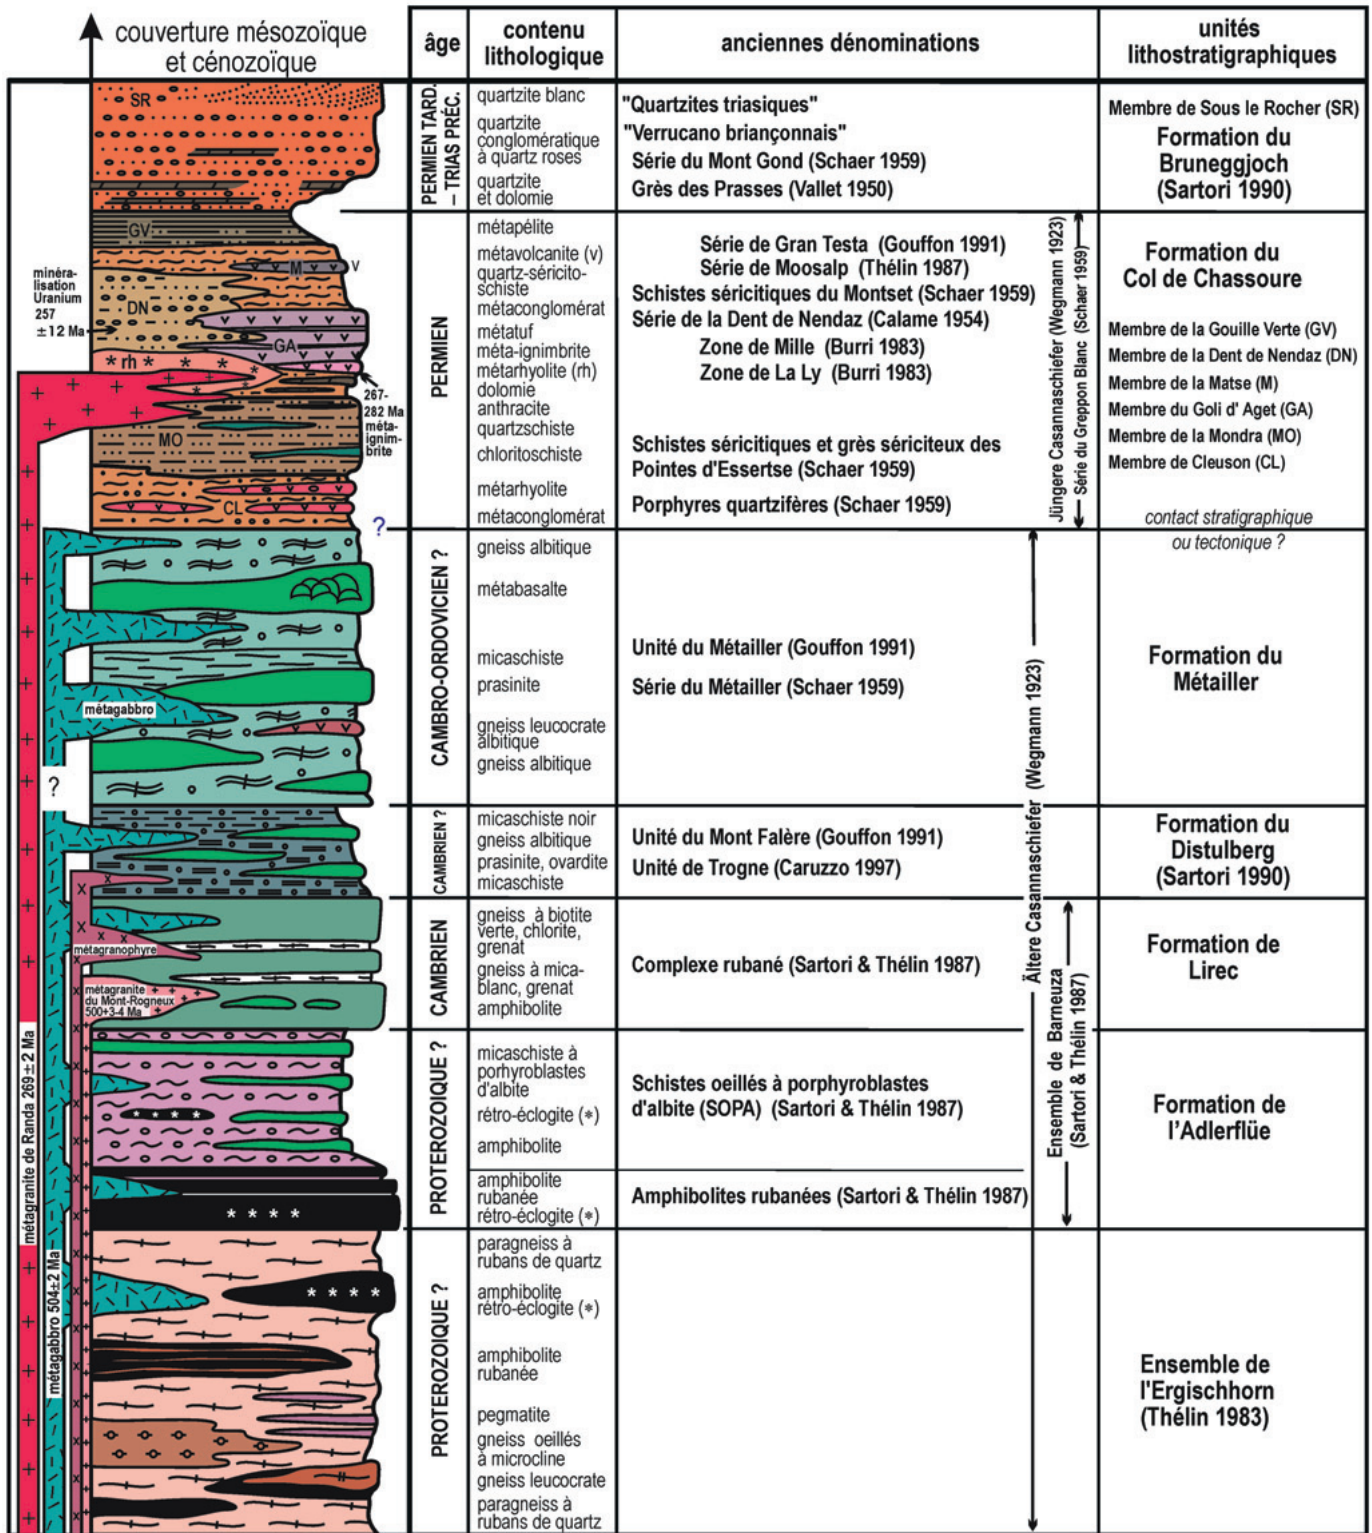 couverture mésozoïque
et cénozoïque
âge
contenu
lithologique
anciennes dénominations
unités
lithostratigraphiques
SR
PERMIEN TARD.
– TRIAS PRÉC.
quartzite blanc
quartzite
conglomératique
à quartz roses
quartzite
et dolomie
"Quartzites triasiques"
"Verrucano briançonnais"
Série du Mont Gond (Schaer 1959)
Grès des Prasses (Vallet 1950)
Membre de Sous le Rocher (SR)
Formation du
Bruneggjoch
(Sartori 1990)
GV
M
V
DN
GA
rh
MO
CL
minéra-
lisation
Uranium
257
±12 Ma
267-
282 Ma
méta-
ignim-
brite
?
PERMIEN
métapélite
métavolcanite (v)
quartz-séricito-
schiste
métaconglomérat
métatuf
méta-ignimbrite
métarhyolite (rh)
dolomie
anthracite
quartzschiste
chloritoschiste
métarhyolite
métaconglomérat
Série de Gran Testa (Gouffon 1991)
Série de Moosalp (Thélin 1987)
Schistes séricitiques du Montset (Schaer 1959)
Série de la Dent de Nendaz (Calame 1954)
Zone de Mille (Burri 1983)
Zone de La Ly (Burri 1983)
Schistes séricitiques et grès sériciteux des
Pointes d'Essertse (Schaer 1959)
Porphyres quartzifères (Schaer 1959)
Jüngere Casannaschiefer (Wegmann 1923)
Série du Greppon Blanc (Schaer 1959)
Formation du
Col de Chassoure
Membre de la Gouille Verte (GV)
Membre de la Dent de Nendaz (DN)
Membre de la Matse (M)
Membre du Goli d' Aget (GA)
Membre de la Mondra (MO)
Membre de Cleuson (CL)
contact stratigraphique
ou tectonique ?
métagabbro
?
CAMBRO-ORDOVICIEN ?
gneiss albitique
métabasalte
micaschiste
prasinite
gneiss leucocrate
albitique
gneiss albitique
Unité du Métailler (Gouffon 1991)
Série du Métailler (Schaer 1959)
Ältere Casannaschiefer (Wegmann 1923)
Formation du
Métailler
CAMBRIEN ?
micaschiste noir
gneiss albitique
prasinite, ovardite
micaschiste
Unité du Mont Falère (Gouffon 1991)
Unité de Trogne (Caruzzo 1997)
Formation du
Distulberg
(Sartori 1990)
métagranophyre
métagranite
du Mont-Rogneux
500+3-4 Ma
CAMBRIEN
gneiss à biotite
verte, chlorite,
grenat
gneiss à mica-
blanc, grenat
amphibolite
Complexe rubané (Sartori & Thélin 1987)
Ensemble de Barneuza
(Sartori & Thélin 1987)
Formation de
Lirec
métagranite de Randa 269±2 Ma
métagabbro 504±2 Ma
PROTEROZOIQUE ?
micaschiste à
porhyroblastes
d'albite
rétro-éclogite (*)
amphibolite
amphibolite
rubanée
rétro-éclogite (*)
Schistes oeillés à porphyroblastes
d'albite (SOPA) (Sartori & Thélin 1987)
Amphibolites rubanées (Sartori & Thélin 1987)
Formation de
l'Adlerflüe
PROTEROZOIQUE ?
paragneiss à
rubans de quartz
amphibolite
rétro-éclogite (*)
amphibolite
rubanée
pegmatite
gneiss oeillés
à microcline
gneiss leucocrate
paragneiss à
rubans de quartz
Ensemble de
l'Ergischhorn
(Thélin 1983)